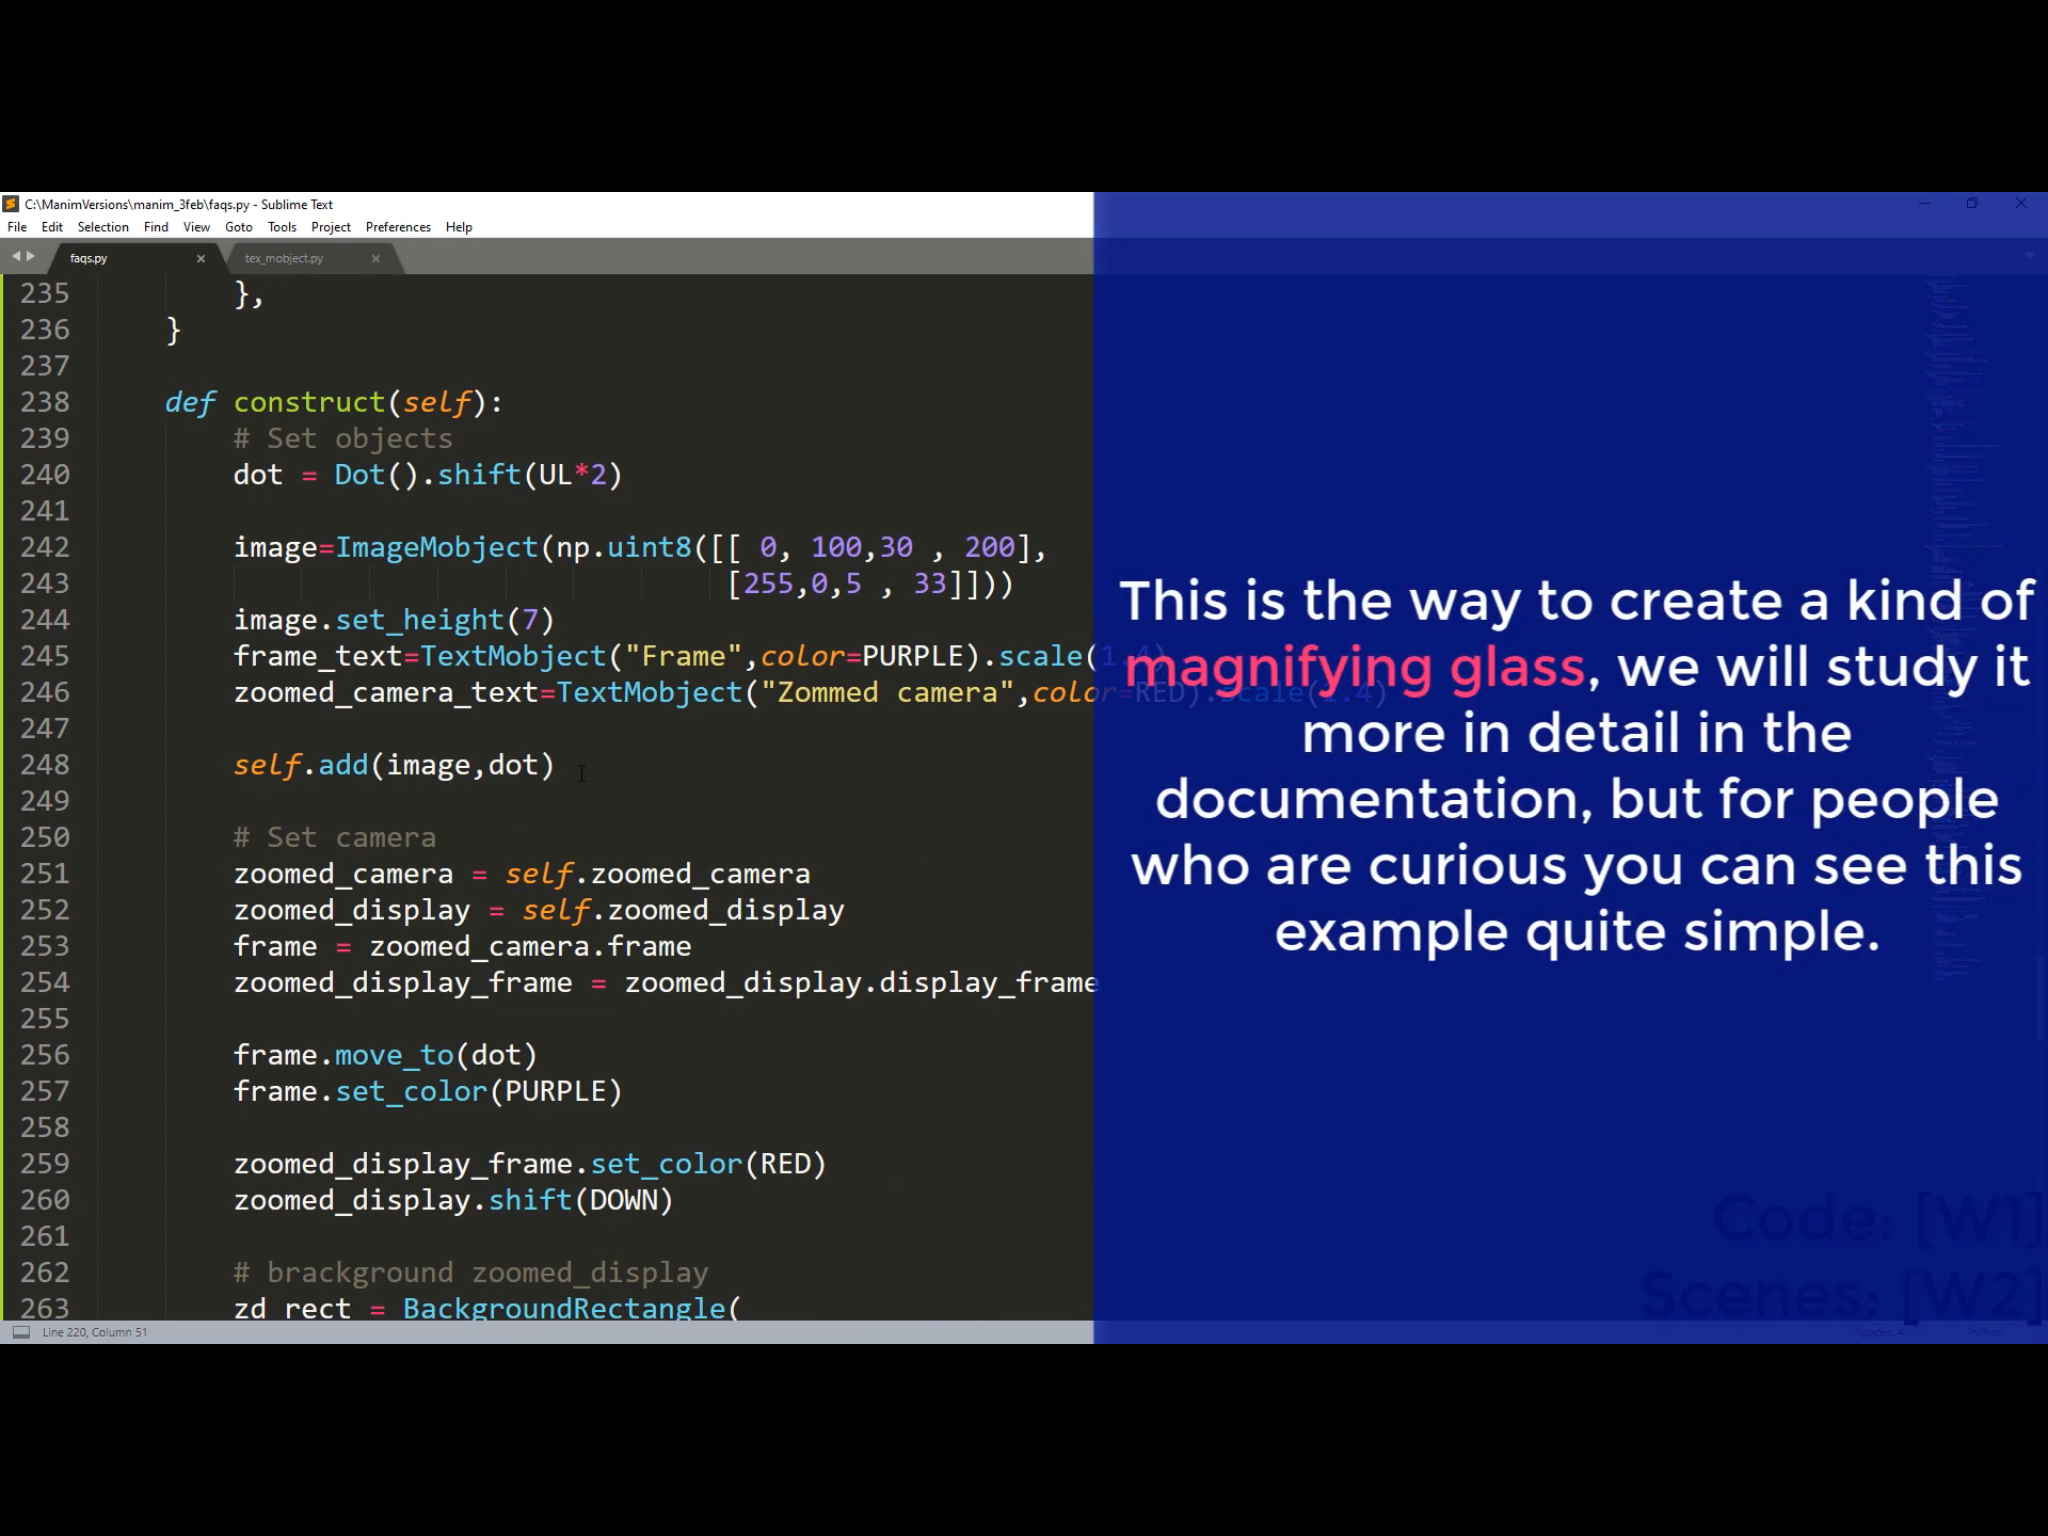 C:\ManimVersions\manim_3feb\faqs.py - Sublime Text
File Edit Selection Find View Goto Tools Project Preferences Help
faqs.py
tex_mobject.py
235 },
236 }
237
238 def construct(self):
239 # Set objects
240 dot = Dot().shift(UL*2)
241
242 image=ImageMobject(np.uint8([[ 0, 100,30 , 200],
243 [255,0,5 , 33]]))
244 image.set_height(7)
245 frame_text=TextMobject("Frame",color=PURPLE).scale(1.4)
246 zoomed_camera_text=TextMobject("Zommed camera",color=RED).scale(1.4)
247
248 self.add(image,dot)
249
250 # Set camera
251 zoomed_camera = self.zoomed_camera
252 zoomed_display = self.zoomed_display
253 frame = zoomed_camera.frame
254 zoomed_display_frame = zoomed_display.display_frame
255
256 frame.move_to(dot)
257 frame.set_color(PURPLE)
258
259 zoomed_display_frame.set_color(RED)
260 zoomed_display.shift(DOWN)
261
262 # brackground zoomed_display
263 zd_rect = BackgroundRectangle(
Line 220, Column 51
Spaces: 4
Python
This is the way to create a kind of
magnifying glass, we will study it
more in detail in the
documentation, but for people
who are curious you can see this
example quite simple.
Code: [W1]
Scenes: [W2]